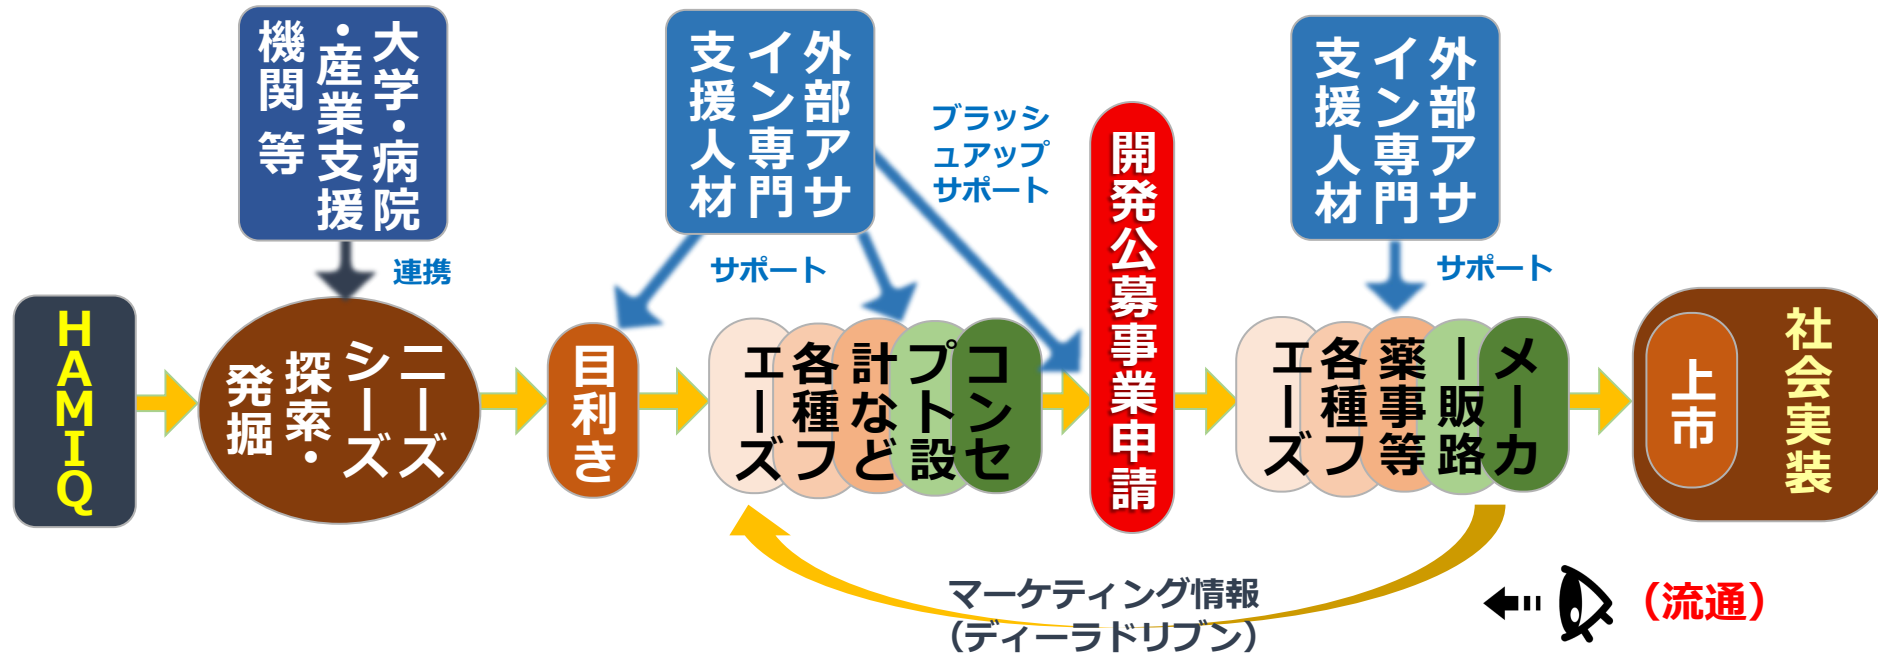 大学・病院
・産業支援
機関 等
外部アサ
イン専門
支援人材
外部アサ
イン専門
支援人材
ブラッシ
ュアップ
サポート
連携
サポート
サポート
HAMIQ
ニーズ
シーズ
探索・
発掘
目利き
コンセ
プト設
計など
各種フ
ェーズ
開発公募事業申請
メーカ
ー販路
薬事等
各種フ
ェーズ
上市
社会実装
マーケティング情報
（ディーラドリブン）
（流通）